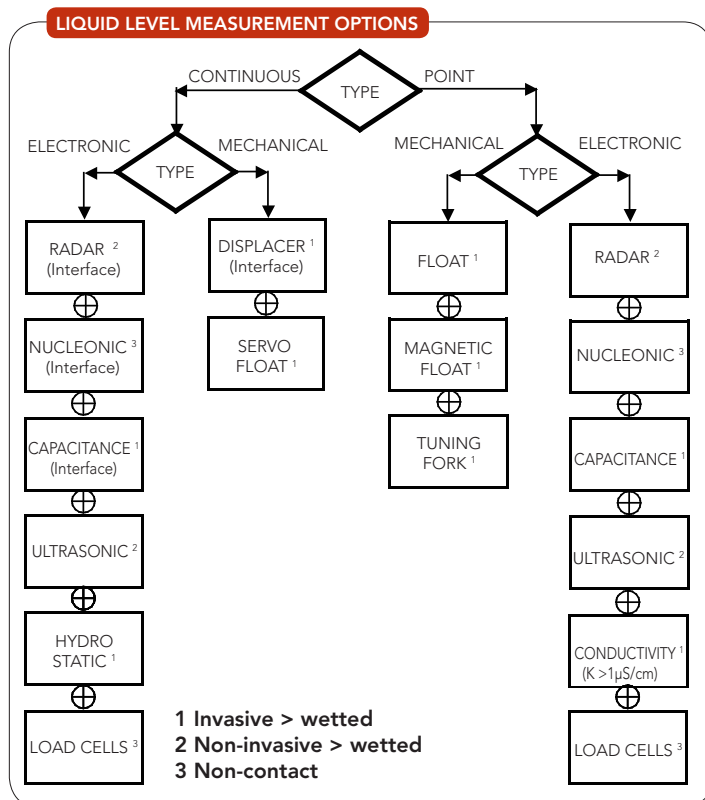 LIQUID LEVEL MEASUREMENT OPTIONS
CONTINUOUS
TYPE
POINT
ELECTRONIC
TYPE
MECHANICAL
MECHANICAL
TYPE
ELECTRONIC
RADAR ²
(Interface)
NUCLEONIC ³
(Interface)
CAPACITANCE ¹
(Interface)
ULTRASONIC ²
HYDRO
STATIC ¹
LOAD CELLS ³
DISPLACER ¹
(Interface)
SERVO
FLOAT ¹
FLOAT ¹
MAGNETIC
FLOAT ¹
TUNING
FORK ¹
RADAR ²
NUCLEONIC ³
CAPACITANCE ¹
ULTRASONIC ²
CONDUCTIVITY ¹
(K >1µS/cm)
LOAD CELLS ³
1 Invasive > wetted
2 Non-invasive > wetted
3 Non-contact